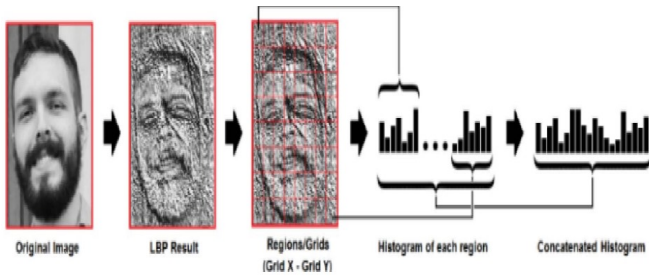 Original Image
LBP Result
Regions/Grids
(Grid X - Grid Y)
Histogram of each region
Concatenated Histogram